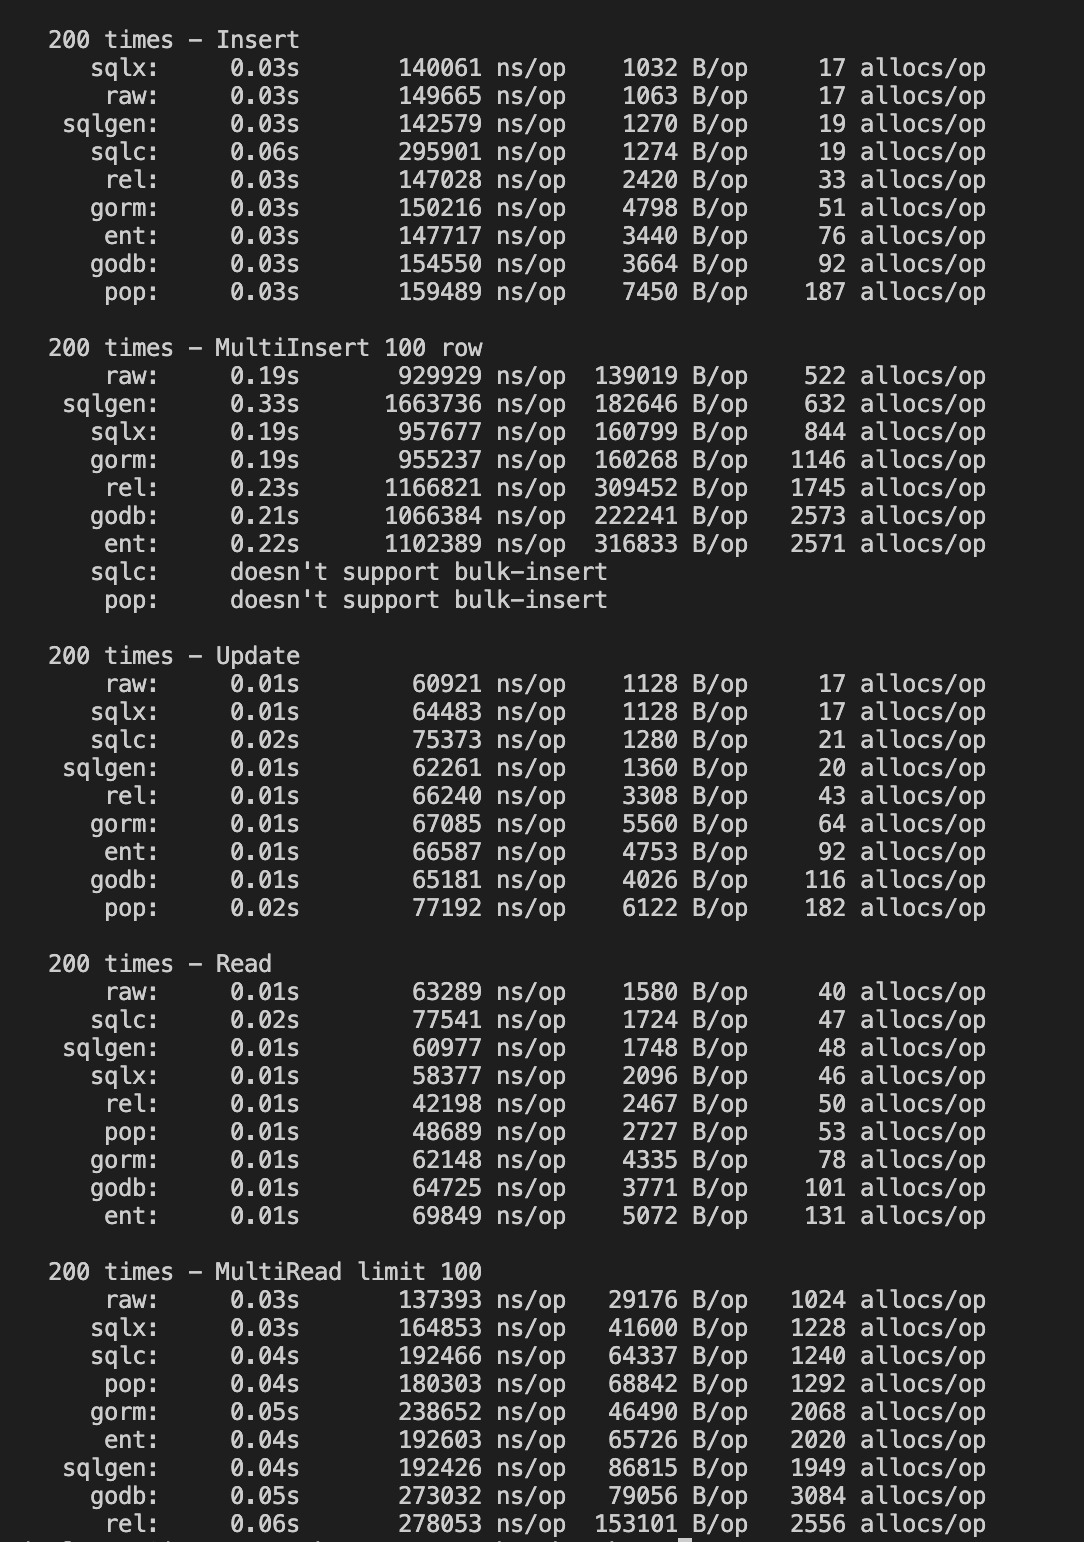 200 times - Insert
sqlx: 0.03s 140061 ns/op 1032 B/op 17 allocs/op
raw: 0.03s 149665 ns/op 1063 B/op 17 allocs/op
sqlgen: 0.03s 142579 ns/op 1270 B/op 19 allocs/op
sqlc: 0.06s 295901 ns/op 1274 B/op 19 allocs/op
rel: 0.03s 147028 ns/op 2420 B/op 33 allocs/op
gorm: 0.03s 150216 ns/op 4798 B/op 51 allocs/op
ent: 0.03s 147717 ns/op 3440 B/op 76 allocs/op
godb: 0.03s 154550 ns/op 3664 B/op 92 allocs/op
pop: 0.03s 159489 ns/op 7450 B/op 187 allocs/op
200 times - MultiInsert 100 row
raw: 0.19s 929929 ns/op 139019 B/op 522 allocs/op
sqlgen: 0.33s 1663736 ns/op 182646 B/op 632 allocs/op
sqlx: 0.19s 957677 ns/op 160799 B/op 844 allocs/op
gorm: 0.19s 955237 ns/op 160268 B/op 1146 allocs/op
rel: 0.23s 1166821 ns/op 309452 B/op 1745 allocs/op
godb: 0.21s 1066384 ns/op 222241 B/op 2573 allocs/op
ent: 0.22s 1102389 ns/op 316833 B/op 2571 allocs/op
sqlc: doesn't support bulk-insert
pop: doesn't support bulk-insert
200 times - Update
raw: 0.01s 60921 ns/op 1128 B/op 17 allocs/op
sqlx: 0.01s 64483 ns/op 1128 B/op 17 allocs/op
sqlc: 0.02s 75373 ns/op 1280 B/op 21 allocs/op
sqlgen: 0.01s 62261 ns/op 1360 B/op 20 allocs/op
rel: 0.01s 66240 ns/op 3308 B/op 43 allocs/op
gorm: 0.01s 67085 ns/op 5560 B/op 64 allocs/op
ent: 0.01s 66587 ns/op 4753 B/op 92 allocs/op
godb: 0.01s 65181 ns/op 4026 B/op 116 allocs/op
pop: 0.02s 77192 ns/op 6122 B/op 182 allocs/op
200 times - Read
raw: 0.01s 63289 ns/op 1580 B/op 40 allocs/op
sqlc: 0.02s 77541 ns/op 1724 B/op 47 allocs/op
sqlgen: 0.01s 60977 ns/op 1748 B/op 48 allocs/op
sqlx: 0.01s 58377 ns/op 2096 B/op 46 allocs/op
rel: 0.01s 42198 ns/op 2467 B/op 50 allocs/op
pop: 0.01s 48689 ns/op 2727 B/op 53 allocs/op
gorm: 0.01s 62148 ns/op 4335 B/op 78 allocs/op
godb: 0.01s 64725 ns/op 3771 B/op 101 allocs/op
ent: 0.01s 69849 ns/op 5072 B/op 131 allocs/op
200 times - MultiRead limit 100
raw: 0.03s 137393 ns/op 29176 B/op 1024 allocs/op
sqlx: 0.03s 164853 ns/op 41600 B/op 1228 allocs/op
sqlc: 0.04s 192466 ns/op 64337 B/op 1240 allocs/op
pop: 0.04s 180303 ns/op 68842 B/op 1292 allocs/op
gorm: 0.05s 238652 ns/op 46490 B/op 2068 allocs/op
ent: 0.04s 192603 ns/op 65726 B/op 2020 allocs/op
sqlgen: 0.04s 192426 ns/op 86815 B/op 1949 allocs/op
godb: 0.05s 273032 ns/op 79056 B/op 3084 allocs/op
rel: 0.06s 278053 ns/op 153101 B/op 2556 allocs/op